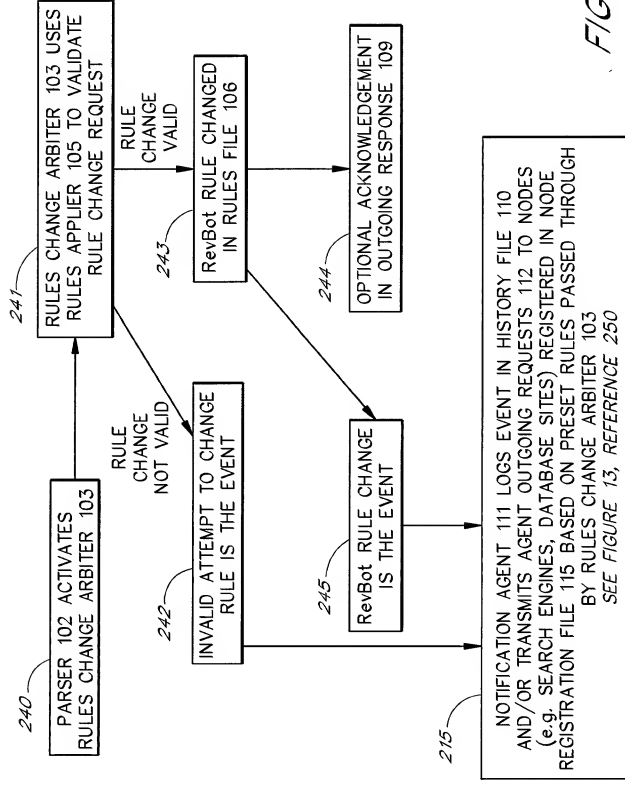 240
PARSER 102 ACTIVATES
RULES CHANGE ARBITER 103
241
RULES CHANGE ARBITER 103 USES
RULES APPLIER 105 TO VALIDATE
RULE CHANGE REQUEST
RULE
CHANGE
NOT VALID
RULE
CHANGE
VALID
242
INVALID ATTEMPT TO CHANGE
RULE IS THE EVENT
243
RevBot RULE CHANGED
IN RULES FILE 106
245
RevBot RULE CHANGE
IS THE EVENT
244
OPTIONAL ACKNOWLEDGEMENT
IN OUTGOING RESPONSE 109
215
NOTIFICATION AGENT 111 LOGS EVENT IN HISTORY FILE 110
AND/OR TRANSMITS AGENT OUTGOING REQUESTS 112 TO NODES
(e.g. SEARCH ENGINES, DATABASE SITES) REGISTERED IN NODE
REGISTRATION FILE 115 BASED ON PRESET RULES PASSED THROUGH
BY RULES CHANGE ARBITER 103
SEE FIGURE 13, REFERENCE 250
FIG